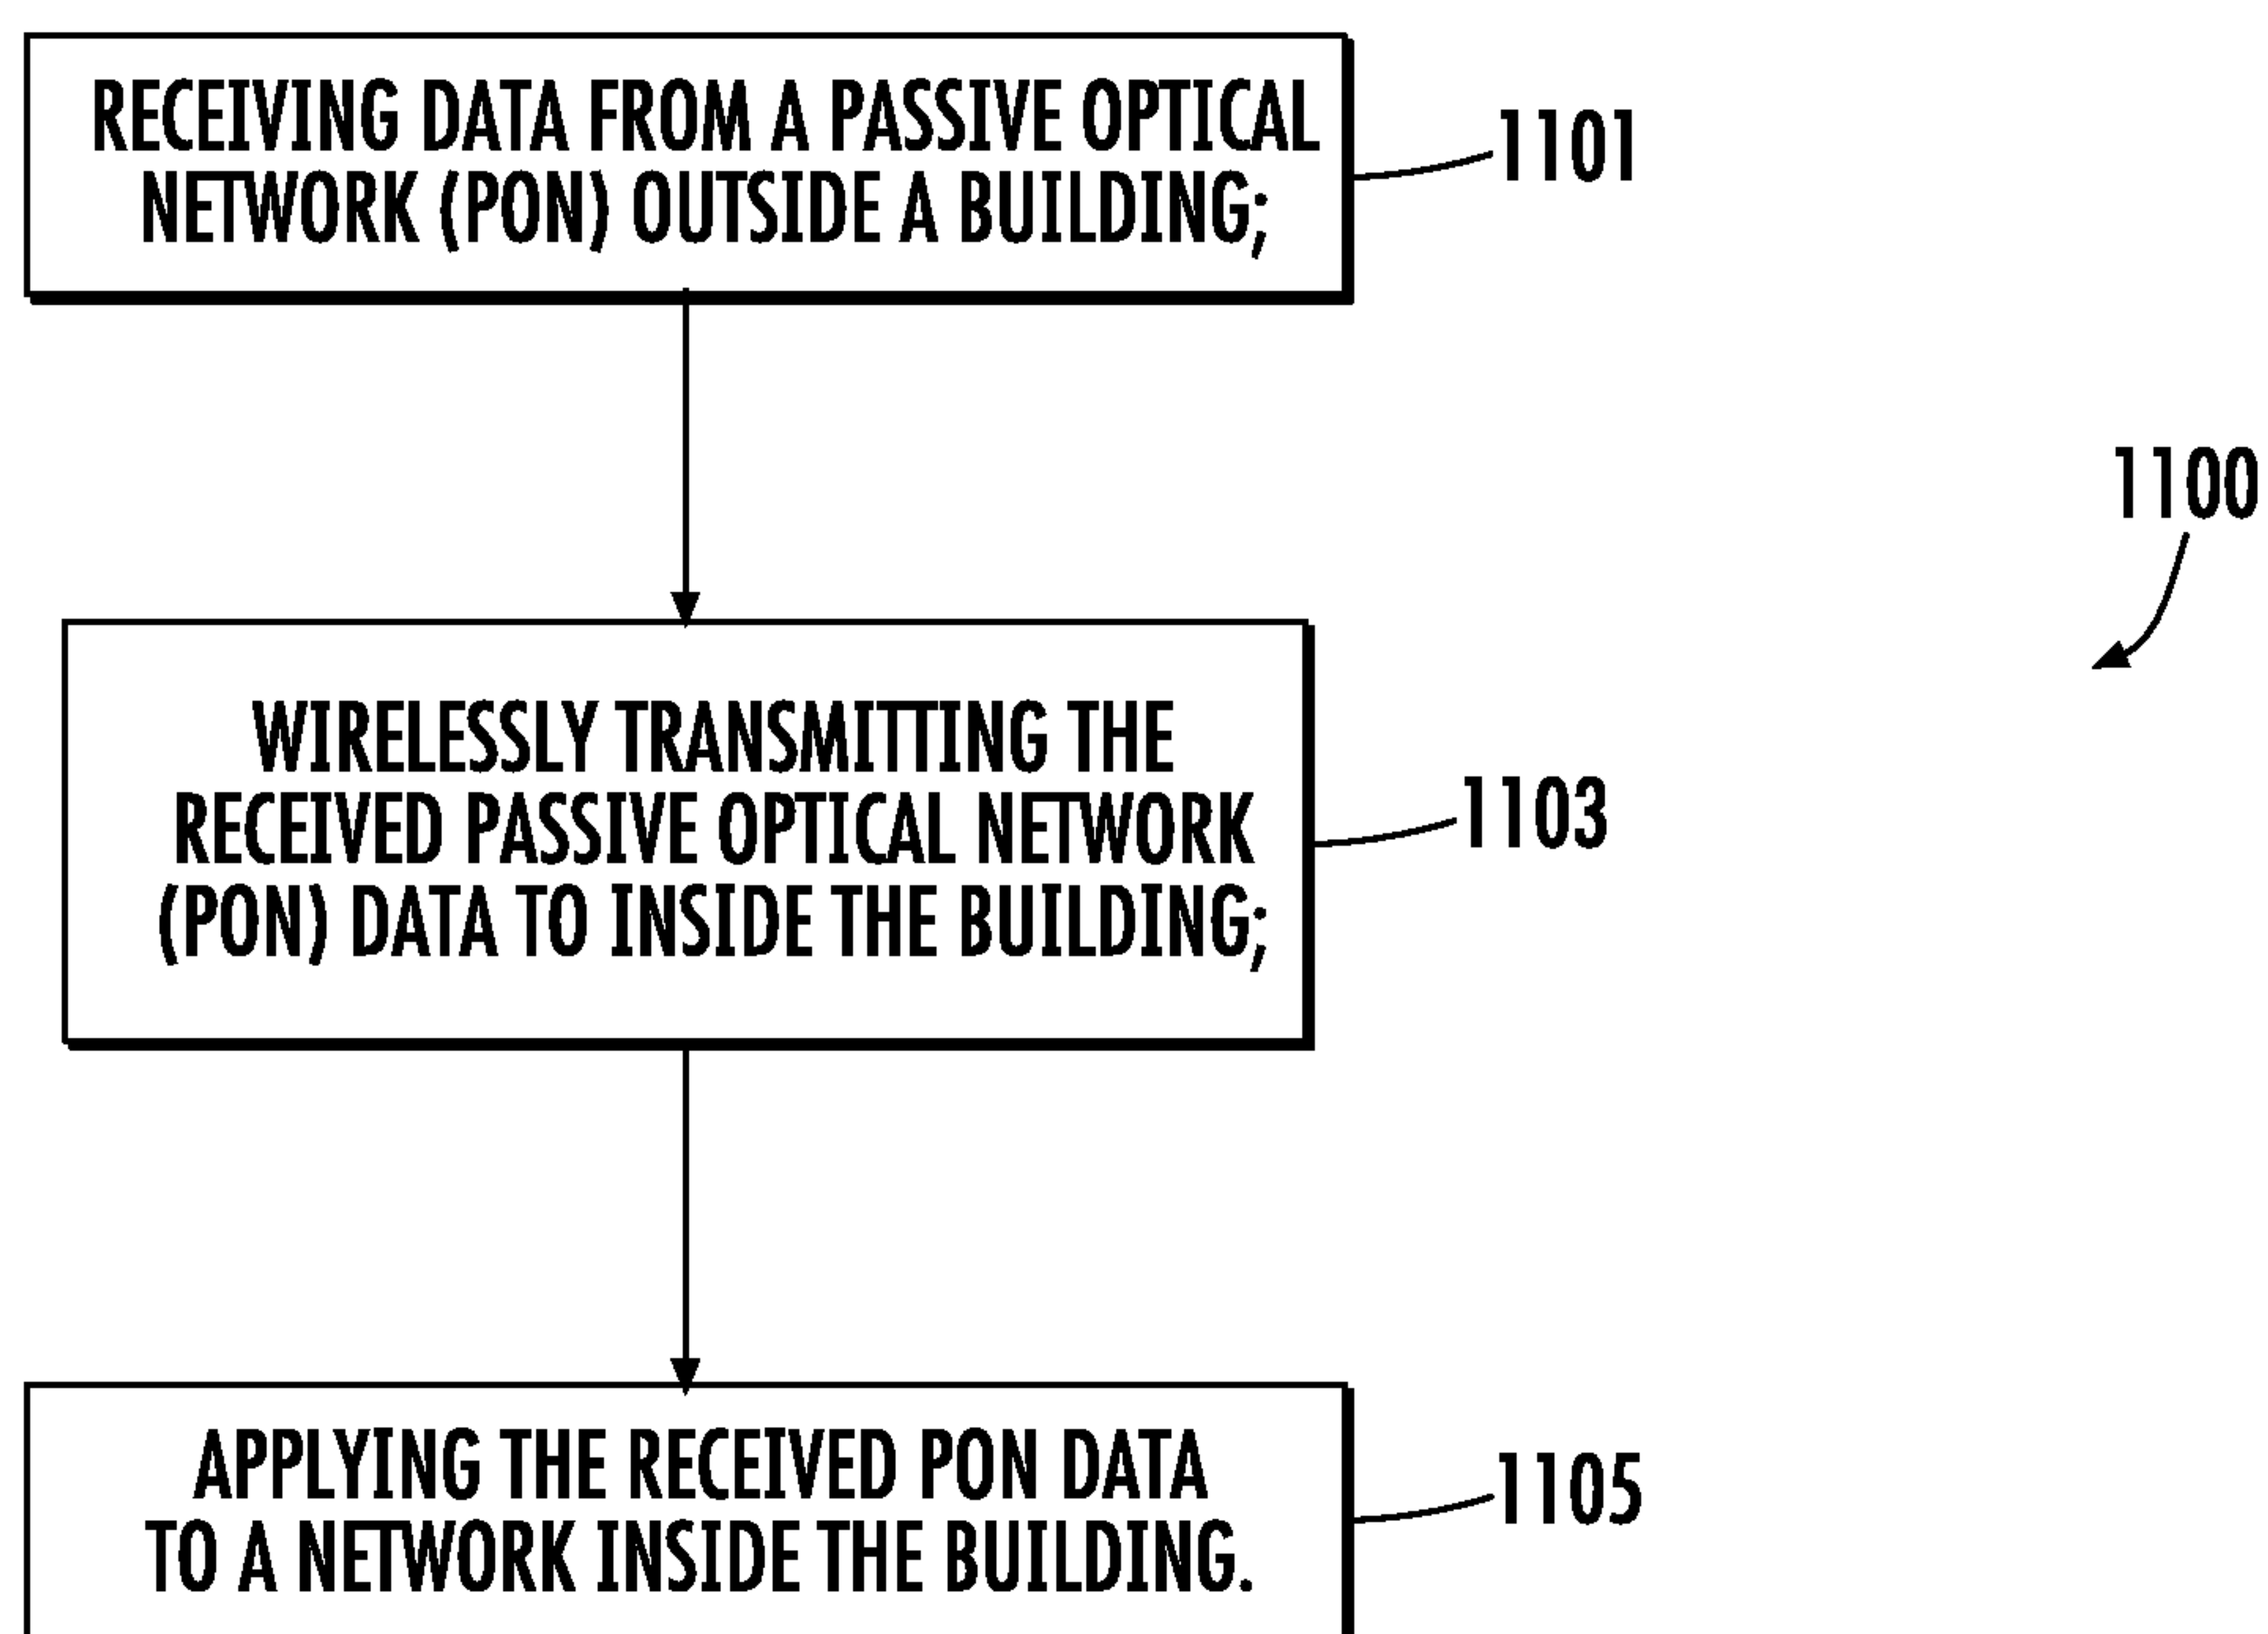 RECEIVING DATA FROM A PASSIVE OPTICAL
NETWORK (PON) OUTSIDE A BUILDING;
1101
1100
WIRELESSLY TRANSMITTING THE
RECEIVED PASSIVE OPTICAL NETWORK
(PON) DATA TO INSIDE THE BUILDING;
1103
APPLYING THE RECEIVED PON DATA
TO A NETWORK INSIDE THE BUILDING.
1105